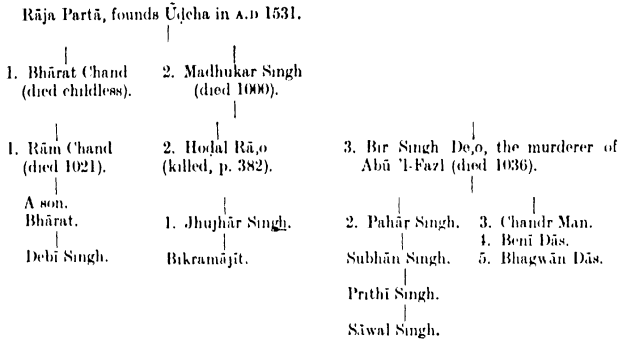 Rāja Partā, founds Ūḍcha in A.D 1531.
1. Bhārat Chand 2. Madhukar Singh
(died childless). (died 1000).
1. Rām Chand 2. Hoḍal Rā,o 3. Bir Singh De,o, the murderer of
(died 1021). (killed, p. 382). Abū 'l-Faẓl (died 1036).
A son.
Bhārat. 1. Jhujhār Singh. 2. Pahār Singh. 3. Chandr Man.
4. Benī Dās.
Debī Singh. Bikramājīt. Subhān Singh. 5. Bhagwān Dās.
Prithī Singh.
Sāwal Singh.